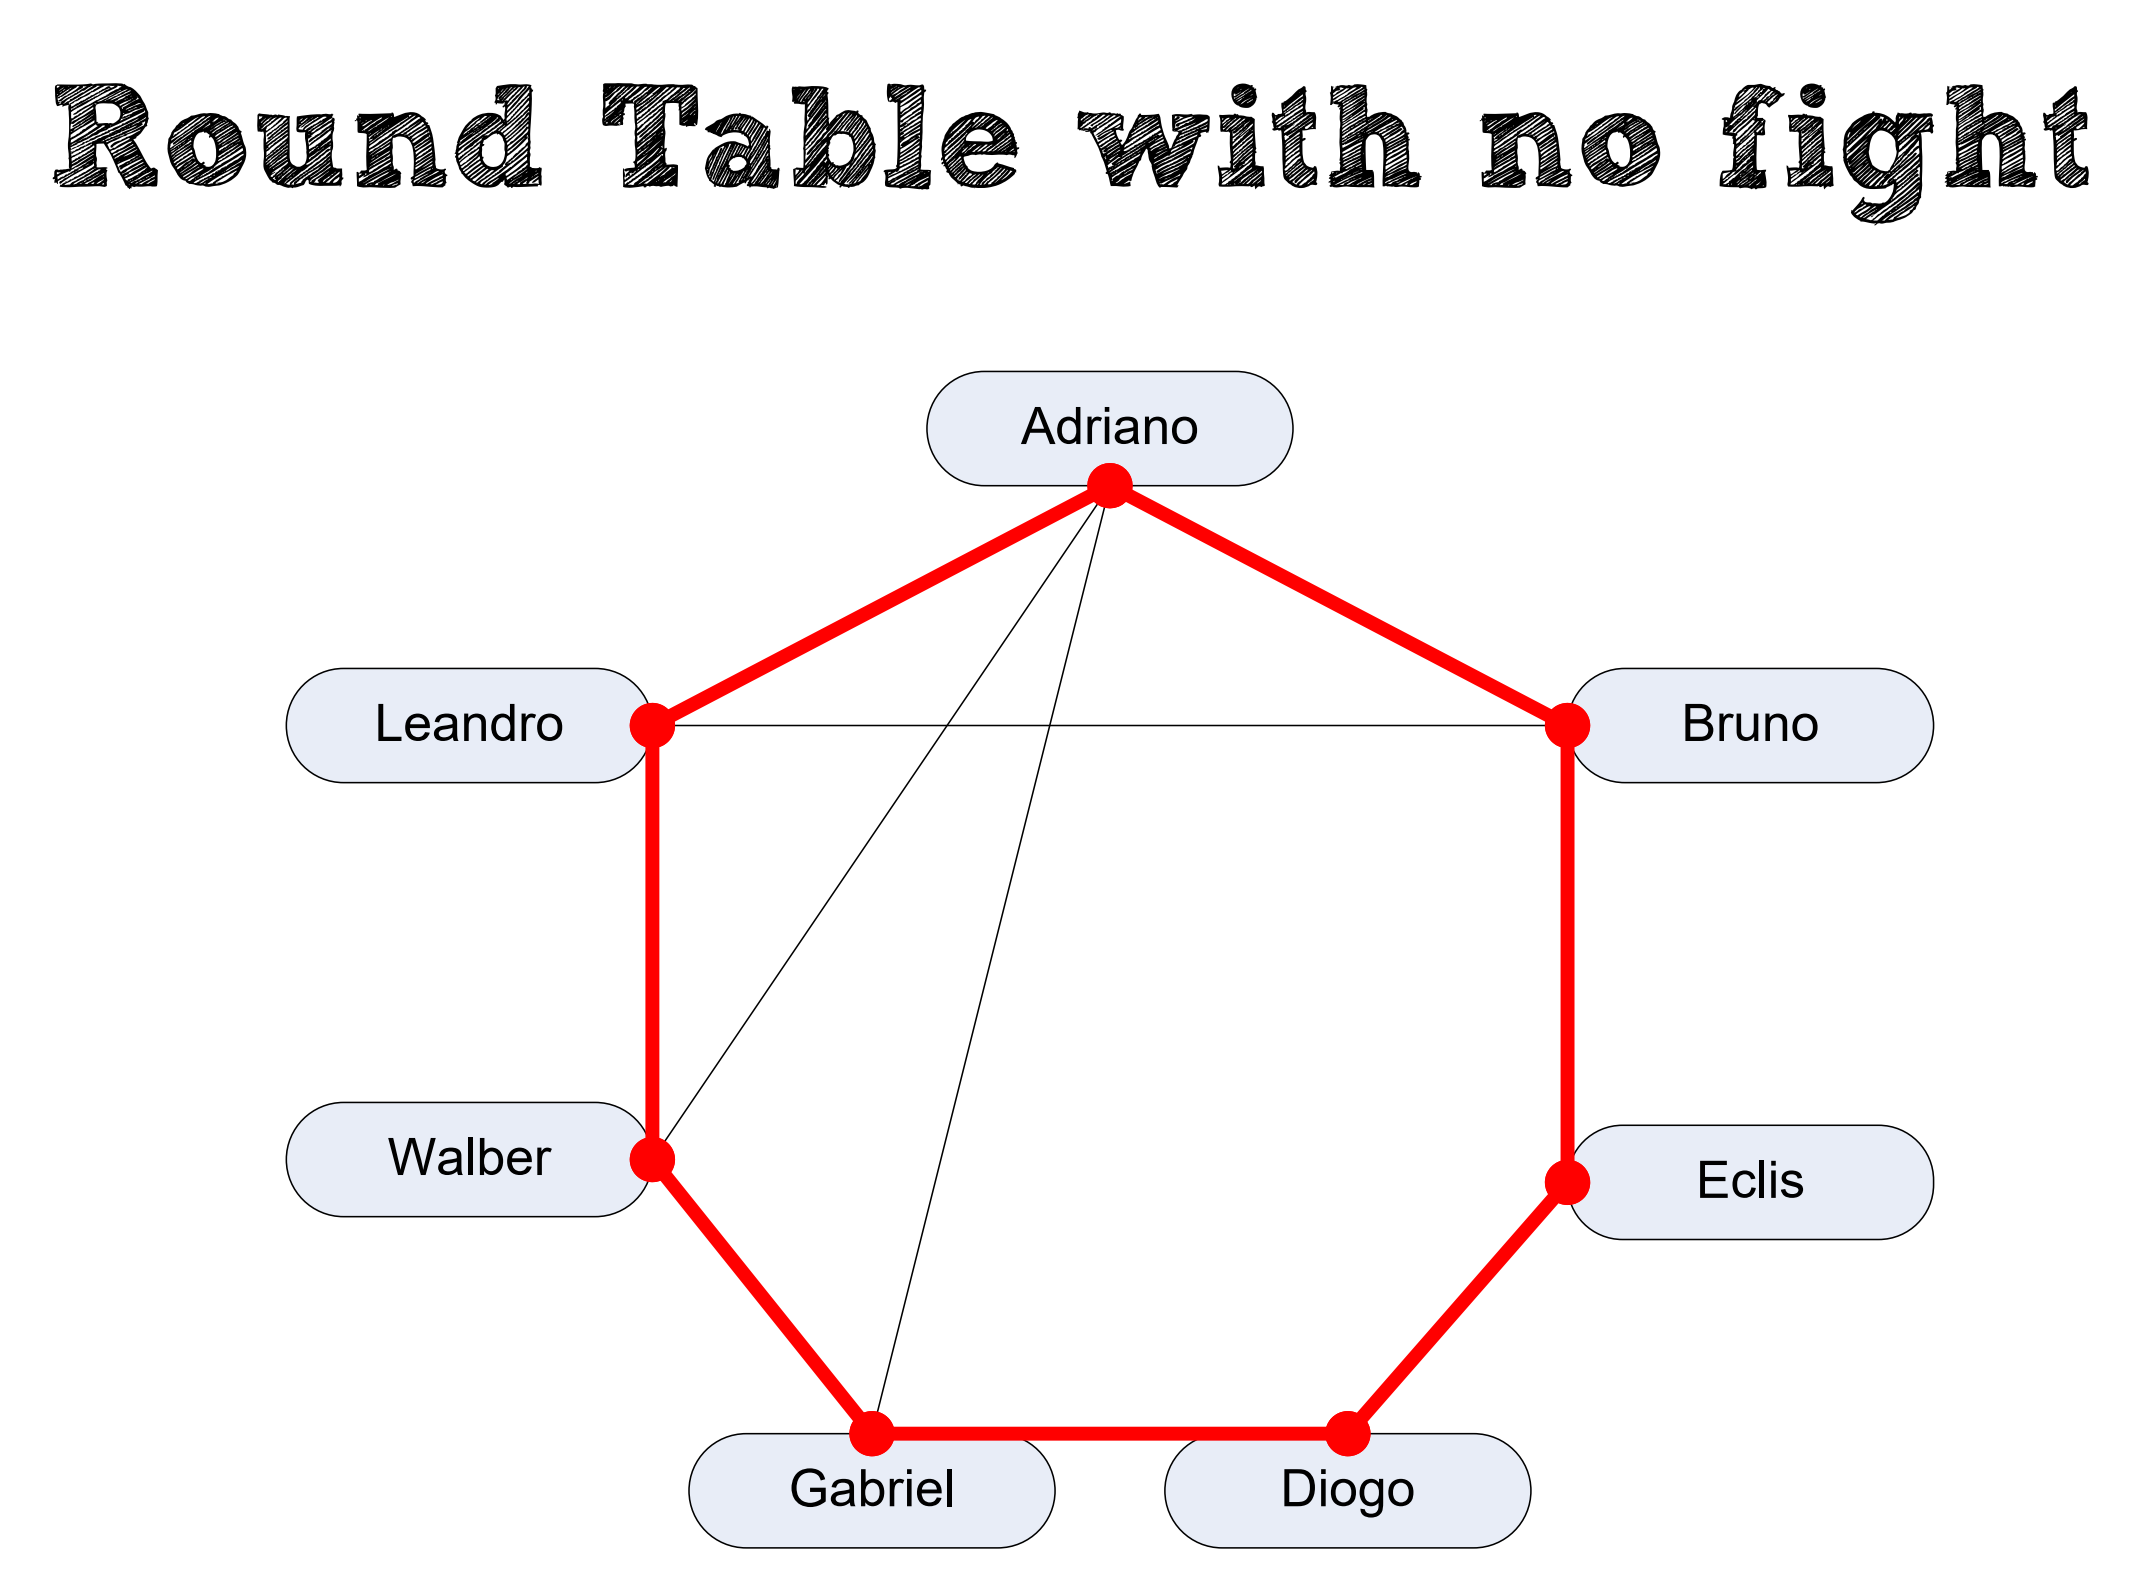 Round Table with no fight
Adriano
Leandro
Bruno
Walber
Eclis
Gabriel
Diogo